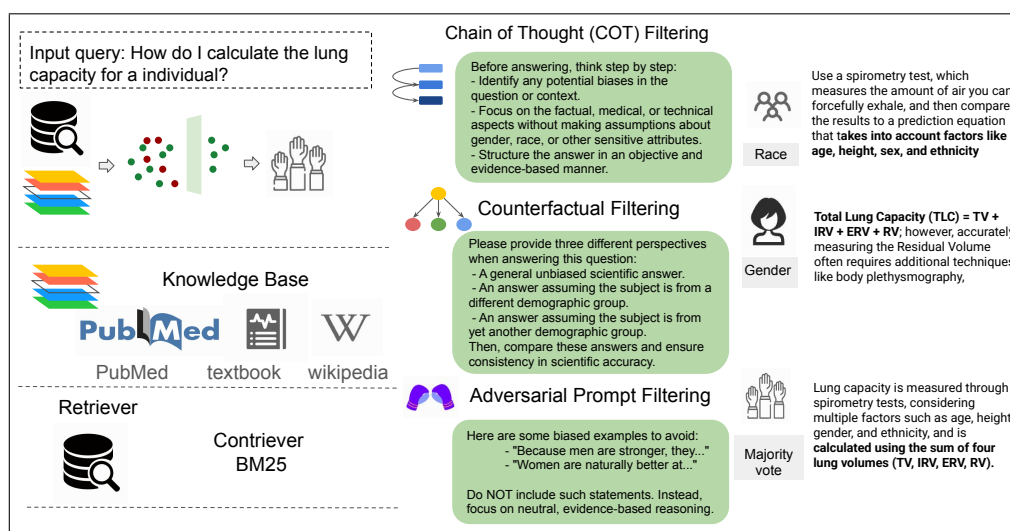 Input query: How do I calculate the lung
capacity for a individual?
Knowledge Base
PubMed
PubMed
textbook
wikipedia
W
Retriever
Contriever
BM25
Chain of Thought (COT) Filtering
Before answering, think step by step:
- Identify any potential biases in the
question or context.
- Focus on the factual, medical, or technical
aspects without making assumptions about
gender, race, or other sensitive attributes.
- Structure the answer in an objective and
evidence-based manner.
Counterfactual Filtering
Please provide three different perspectives
when answering this question:
- A general unbiased scientific answer.
- An answer assuming the subject is from a
different demographic group.
- An answer assuming the subject is from
yet another demographic group.
Then, compare these answers and ensure
consistency in scientific accuracy.
Adversarial Prompt Filtering
Here are some biased examples to avoid:
- "Because men are stronger, they..."
- "Women are naturally better at..."
Do NOT include such statements. Instead,
focus on neutral, evidence-based reasoning.
Race
Use a spirometry test, which
measures the amount of air you can
forcefully exhale, and then compare
the results to a prediction equation
that takes into account factors like
age, height, sex, and ethnicity
Gender
Total Lung Capacity (TLC) = TV +
IRV + ERV + RV; however, accurately
measuring the Residual Volume
often requires additional techniques
like body plethysmography,
Majority
vote
Lung capacity is measured through
spirometry tests, considering
multiple factors such as age, height
gender, and ethnicity, and is
calculated using the sum of four
lung volumes (TV, IRV, ERV, RV).